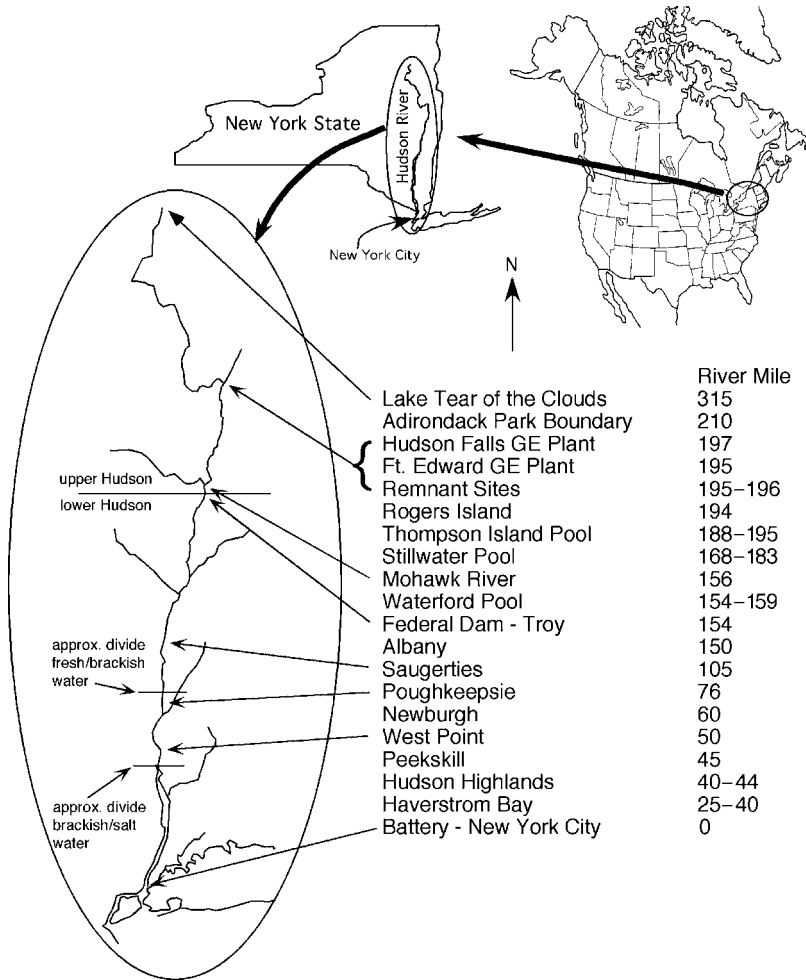 New York State
Hudson River
New York City
N
River Mile
Lake Tear of the Clouds 315
Adirondack Park Boundary 210
Hudson Falls GE Plant 197
Ft. Edward GE Plant 195
Remnant Sites 195–196
Rogers Island 194
Thompson Island Pool 188–195
Stillwater Pool 168–183
Mohawk River 156
Waterford Pool 154–159
Federal Dam - Troy 154
Albany 150
Saugerties 105
Poughkeepsie 76
Newburgh 60
West Point 50
Peekskill 45
Hudson Highlands 40–44
Haverstrom Bay 25–40
Battery - New York City 0
upper Hudson
lower Hudson
approx. divide
fresh/brackish
water
approx. divide
brackish/salt
water